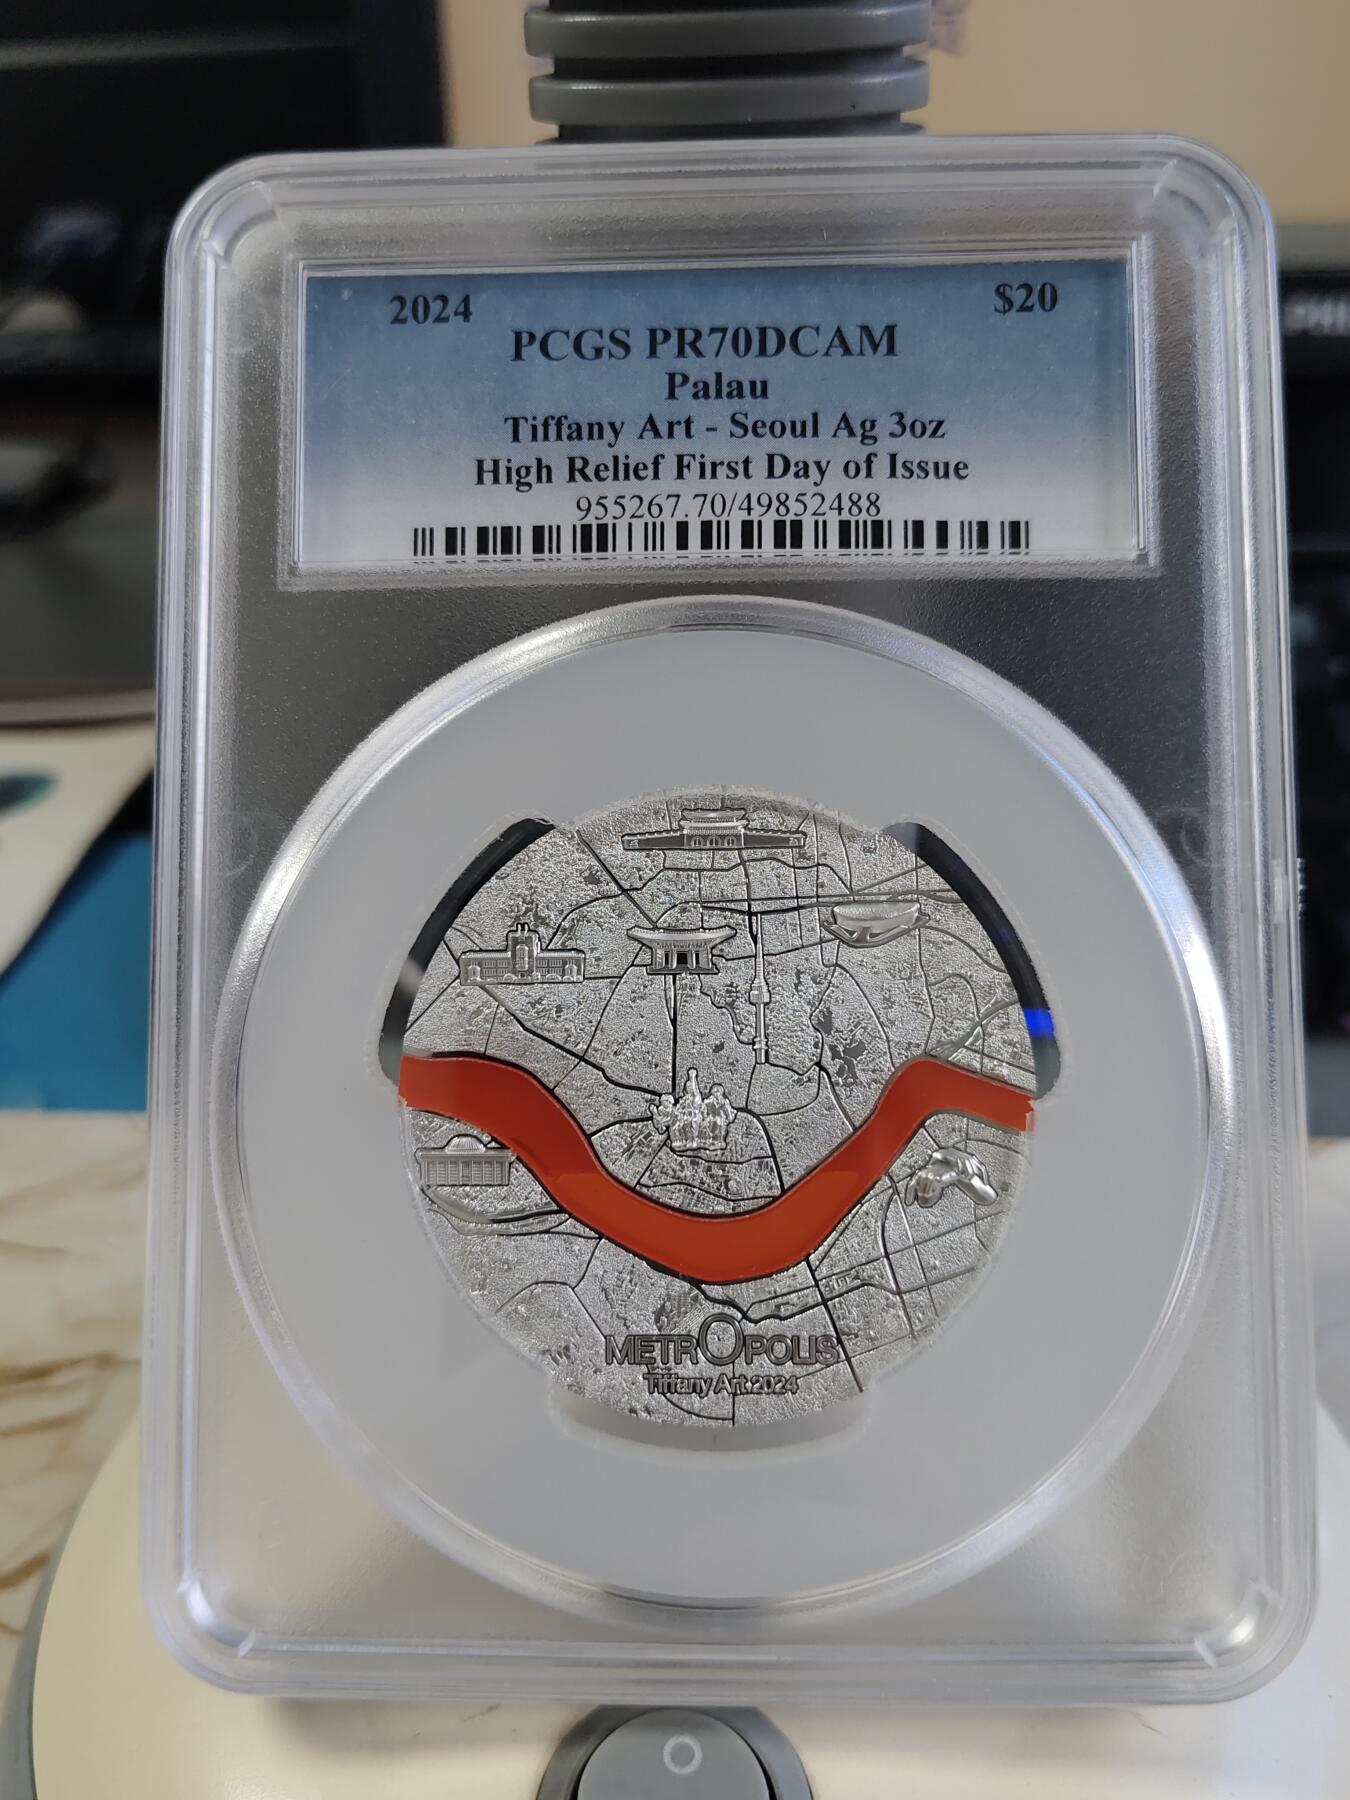 2024 $20
PCGS PR70DCAM
Palau
Tiffany Art - Seoul Ag 3oz
High Relief First Day of Issue
955267.70/49852488
METROPOLIS
Tiffany Art 2024